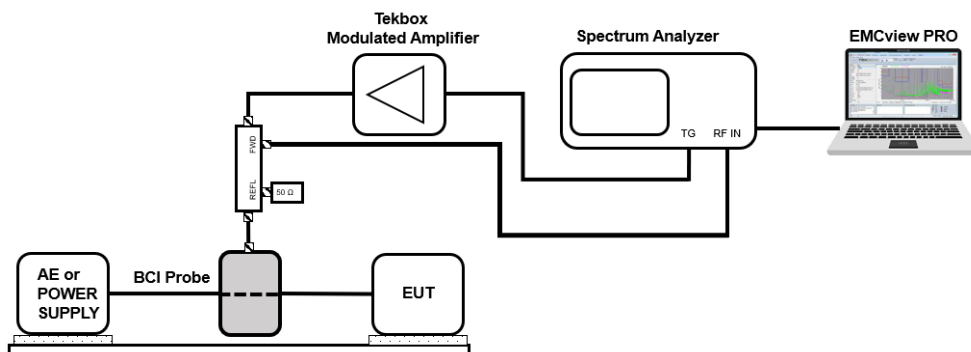 Tekbox
Modulated Amplifier
Spectrum Analyzer
EMCview PRO
TG
RF IN
FWD
REFL
50 Ω
AE or
POWER
SUPPLY
BCI Probe
EUT